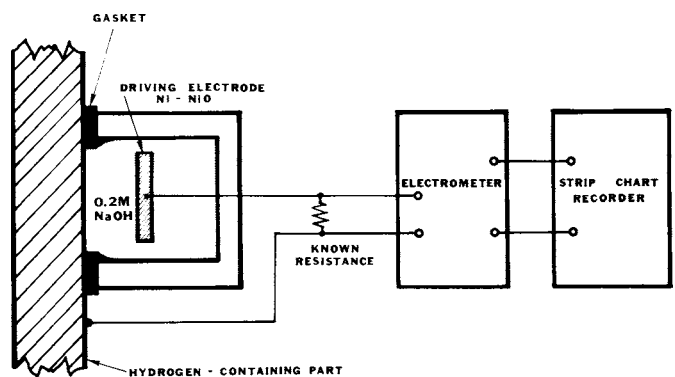 GASKET
DRIVING ELECTRODE
Ni - NiO
0.2M
NaOH
KNOWN
RESISTANCE
ELECTROMETER
STRIP CHART
RECORDER
HYDROGEN - CONTAINING PART